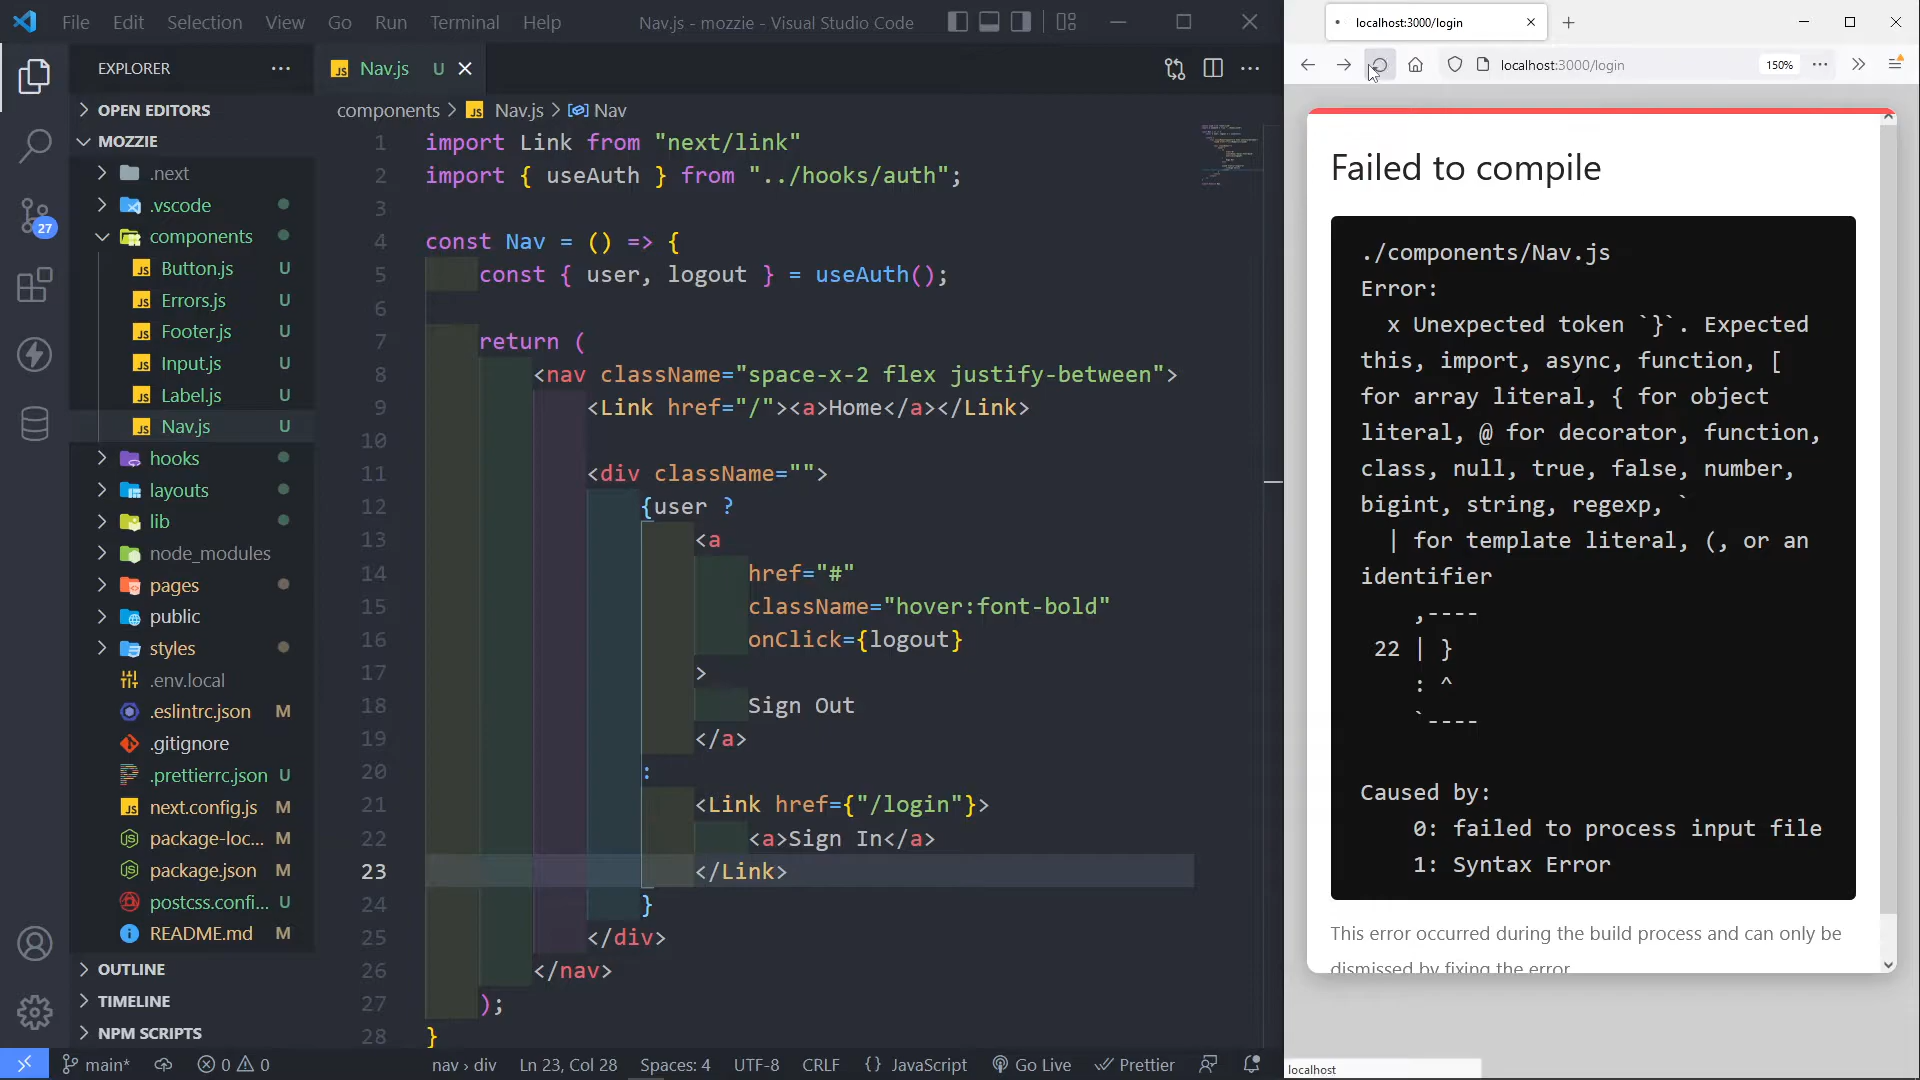 File Edit Selection View Go Run Terminal Help
Nav.js - mozzie - Visual Studio Code
EXPLORER
OPEN EDITORS
MOZZIE
.next
.vscode
components
Button.js U
Errors.js U
Footer.js U
Input.js U
Label.js U
Nav.js U
hooks
layouts
lib
node_modules
pages
public
styles
.env.local
.eslintrc.json M
.gitignore
.prettierrc.json U
next.config.js M
package-loc... M
package.json M
postcss.confi... U
README.md M
OUTLINE
TIMELINE
NPM SCRIPTS
27
Nav.js U
components > Nav.js > Nav
1 import Link from "next/link"
2 import { useAuth } from "../hooks/auth";
3
4 const Nav = () => {
5 const { user, logout } = useAuth();
6
7 return (
8 <nav className="space-x-2 flex justify-between">
9 <Link href="/"><a>Home</a></Link>
10
11 <div className="">
12 {user ?
13 <a
14 href="#"
15 className="hover:font-bold"
16 onClick={logout}
17 >
18 Sign Out
19 </a>
20 :
21 <Link href={"/login"}>
22 <a>Sign In</a>
23 </Link>
24 }
25 </div>
26 </nav>
27 );
28 }
main* 0 0 nav › div Ln 23, Col 28 Spaces: 4 UTF-8 CRLF {} JavaScript Go Live Prettier
localhost:3000/login
localhost:3000/login 150%
Failed to compile
./components/Nav.js
Error:
x Unexpected token `}`. Expected
this, import, async, function, [
for array literal, { for object
literal, @ for decorator, function,
class, null, true, false, number,
bigint, string, regexp, `
| for template literal, (, or an
identifier
,----
22 | }
: ^
`----
Caused by:
0: failed to process input file
1: Syntax Error
This error occurred during the build process and can only be
dismissed by fixing the error.
localhost